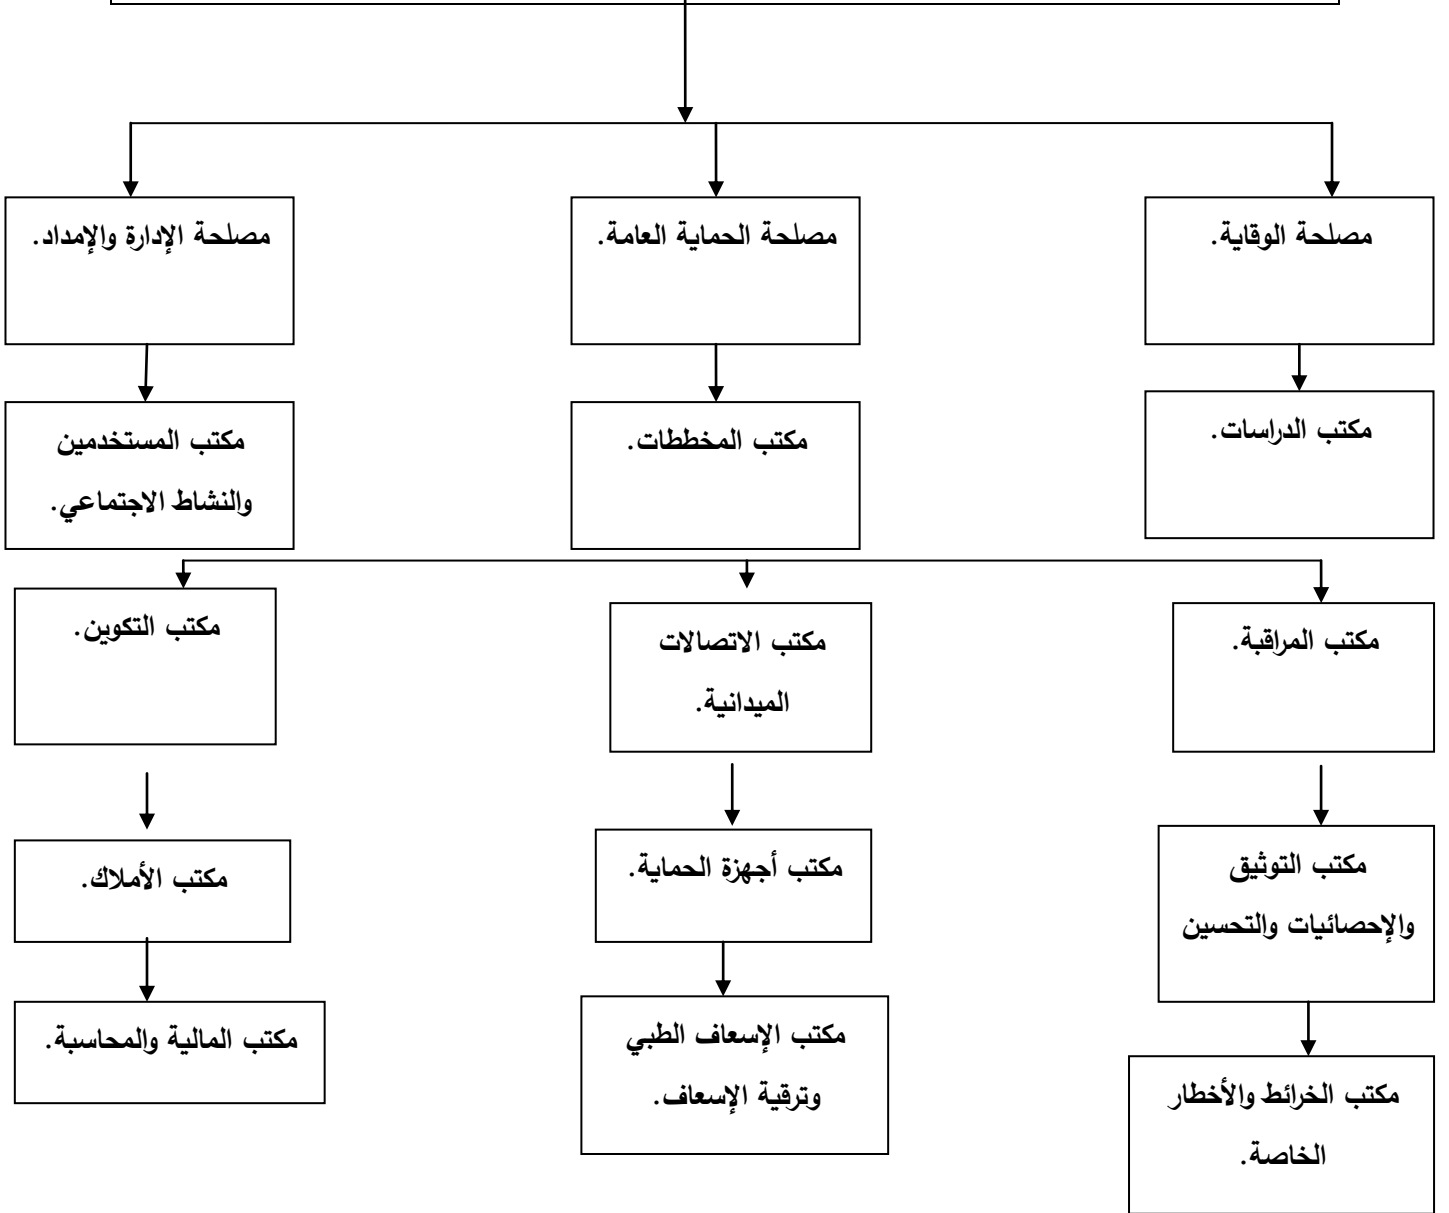 مصلحة الوقاية.
مصلحة الحماية العامة.
مصلحة الإدارة والإمداد.
مكتب الدراسات.
مكتب المخططات.
مكتب المستخدمين
والنشاط الاجتماعي.
مكتب المراقبة.
مكتب الاتصالات
الميدانية.
مكتب التكوين.
مكتب التوثيق
والإحصائيات والتحسين
مكتب أجهزة الحماية.
مكتب الأملاك.
مكتب الخرائط والأخطار
الخاصة.
مكتب الإسعاف الطبي
وترقية الإسعاف.
مكتب المالية والمحاسبة.